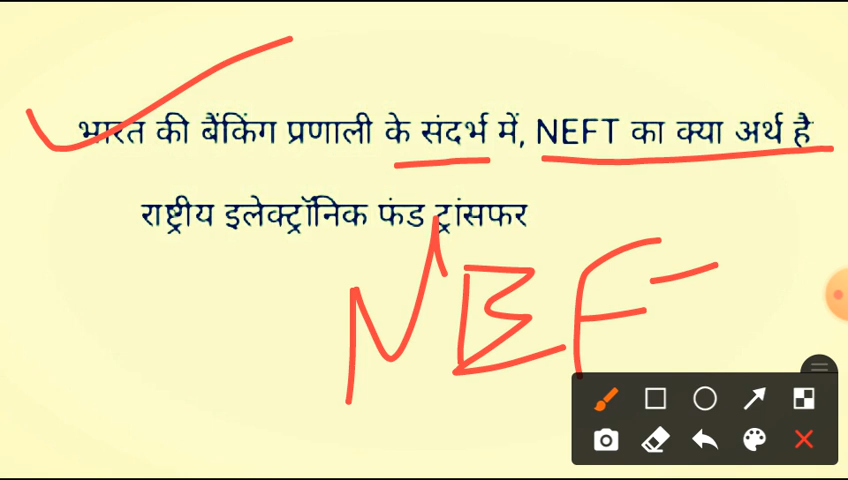 भारत की बैंकिंग प्रणाली के संदर्भ में, NEFT का क्या अर्थ है
राष्ट्रीय इलेक्ट्रॉनिक फंड ट्रांसफर
NEF